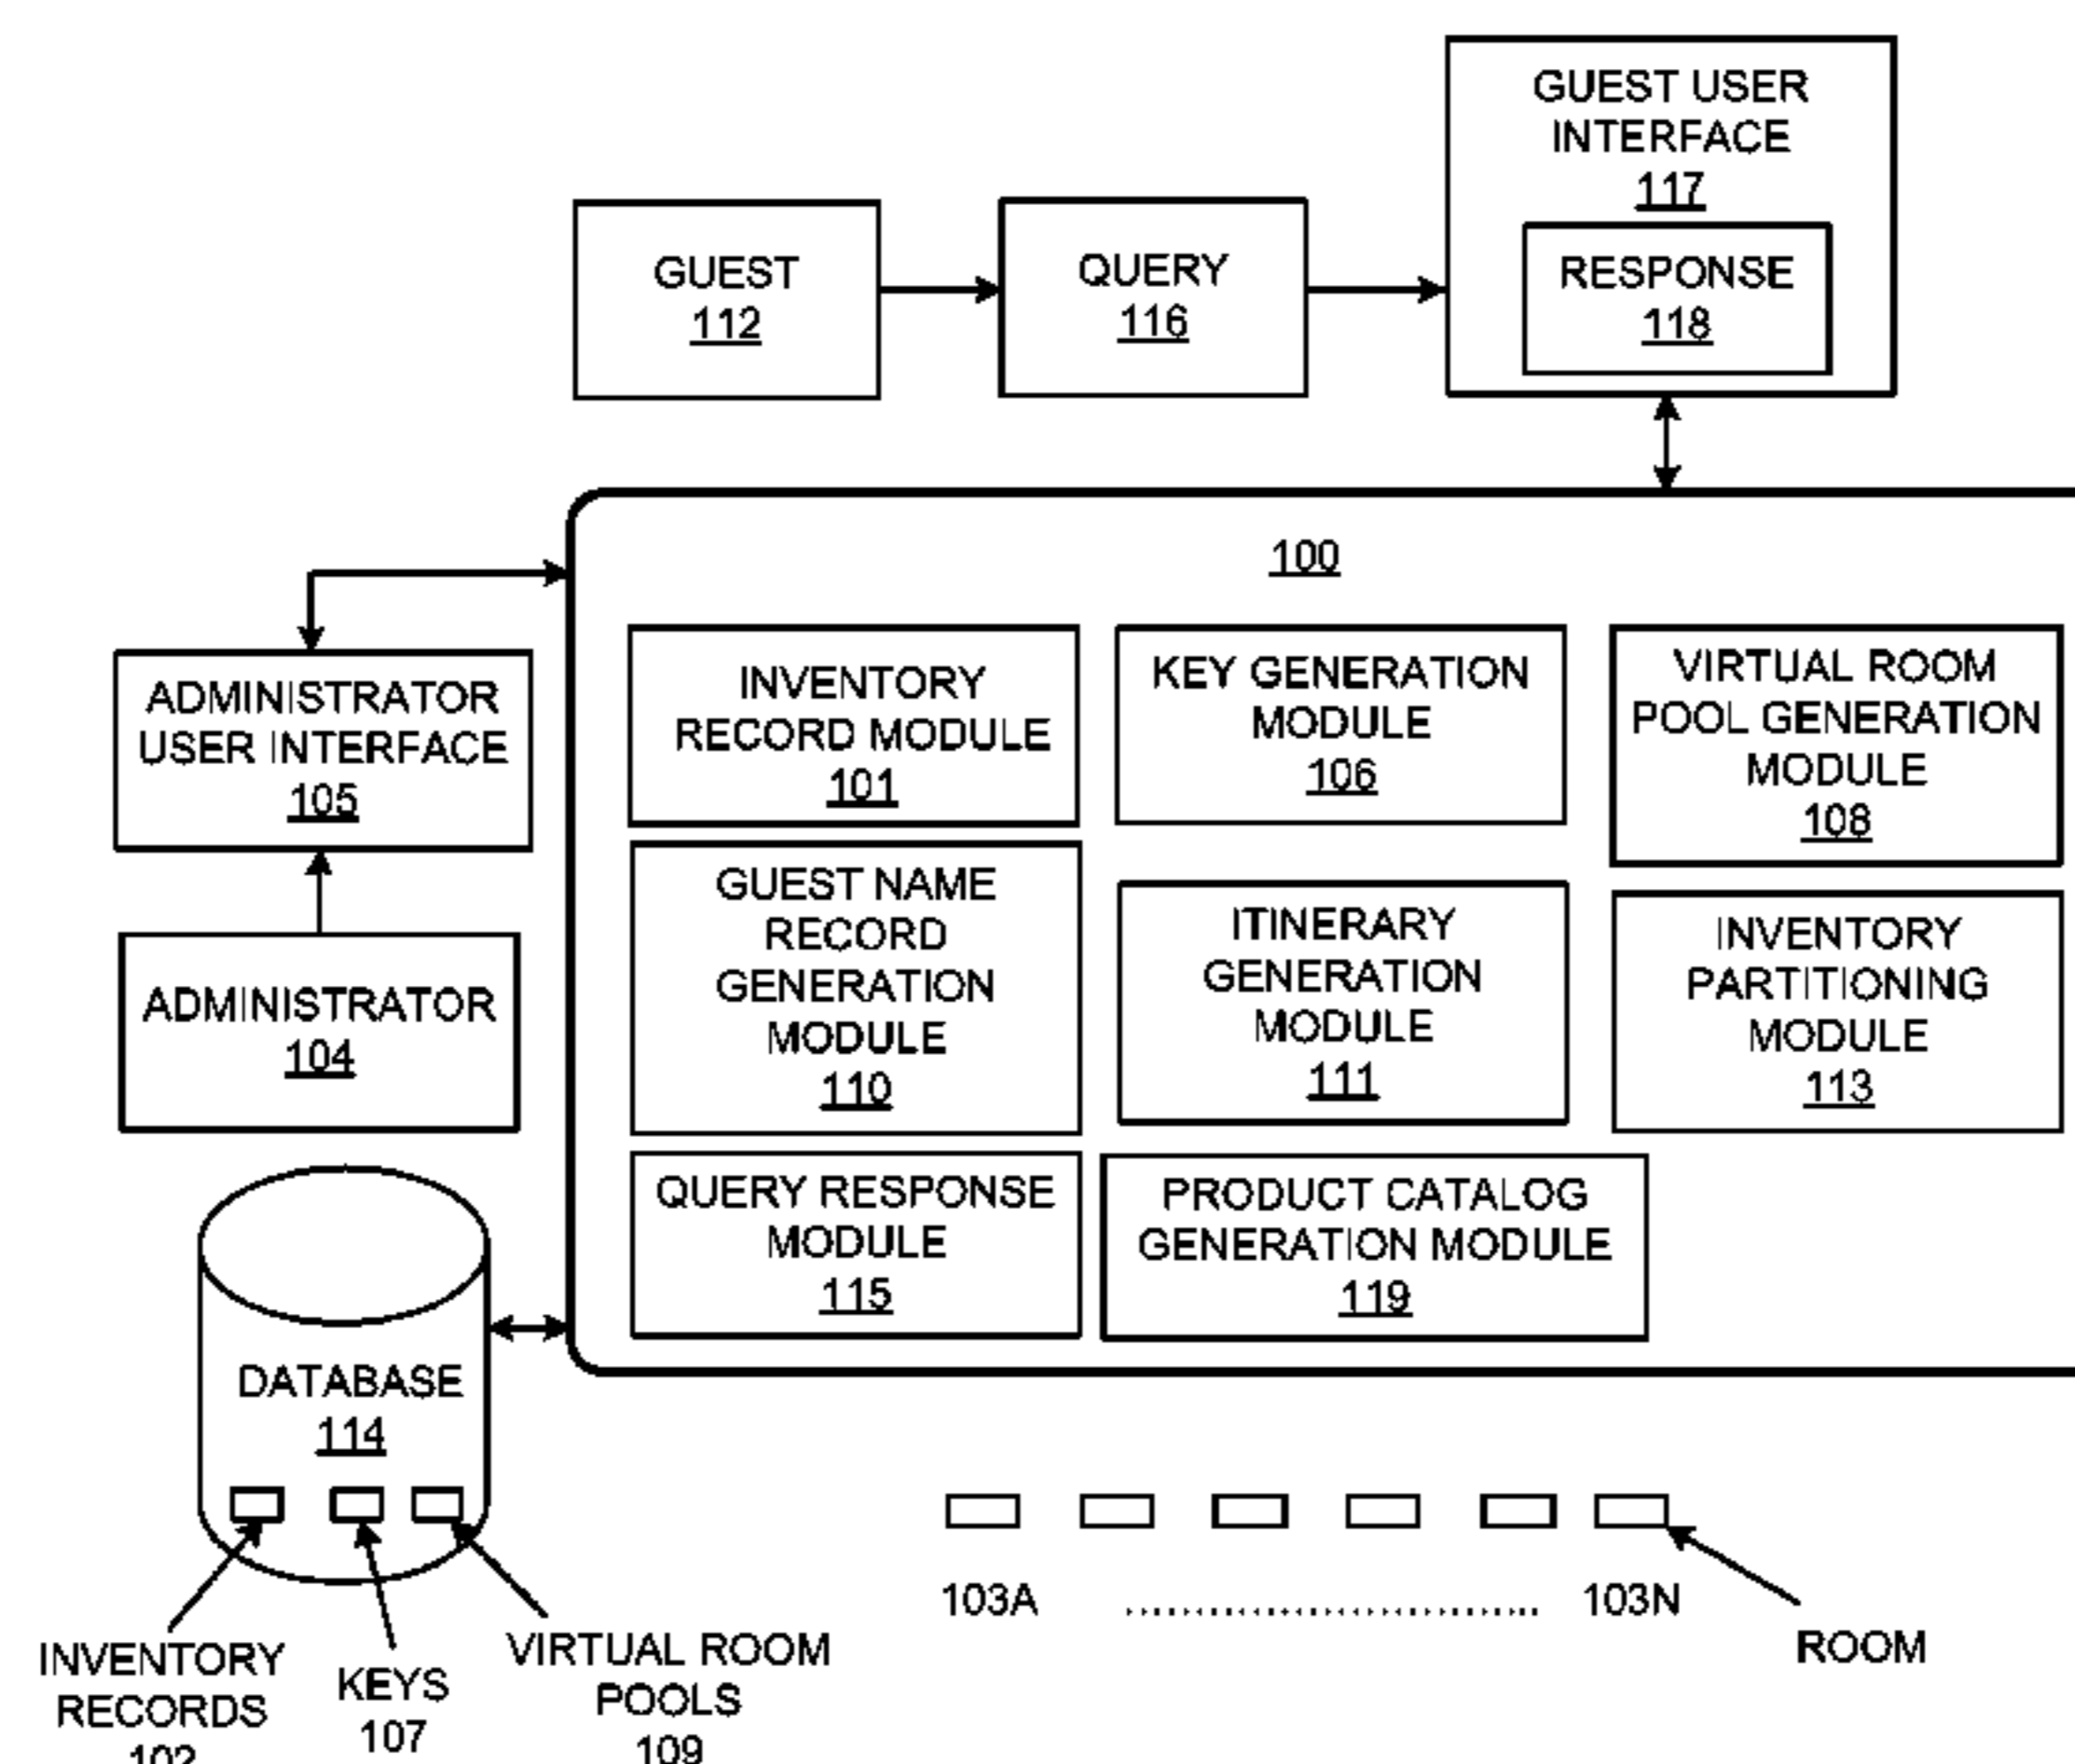 GUEST USER
INTERFACE
117
RESPONSE
118
GUEST
112
QUERY
116
100
ADMINISTRATOR
USER INTERFACE
105
ADMINISTRATOR
104
INVENTORY
RECORD MODULE
101
KEY GENERATION
MODULE
106
VIRTUAL ROOM
POOL GENERATION
MODULE
108
GUEST NAME
RECORD
GENERATION
MODULE
110
ITINERARY
GENERATION
MODULE
111
INVENTORY
PARTITIONING
MODULE
113
QUERY RESPONSE
MODULE
115
PRODUCT CATALOG
GENERATION MODULE
119
DATABASE
114
INVENTORY
RECORDS
102
KEYS
107
VIRTUAL ROOM
POOLS
109
103A
103N
ROOM